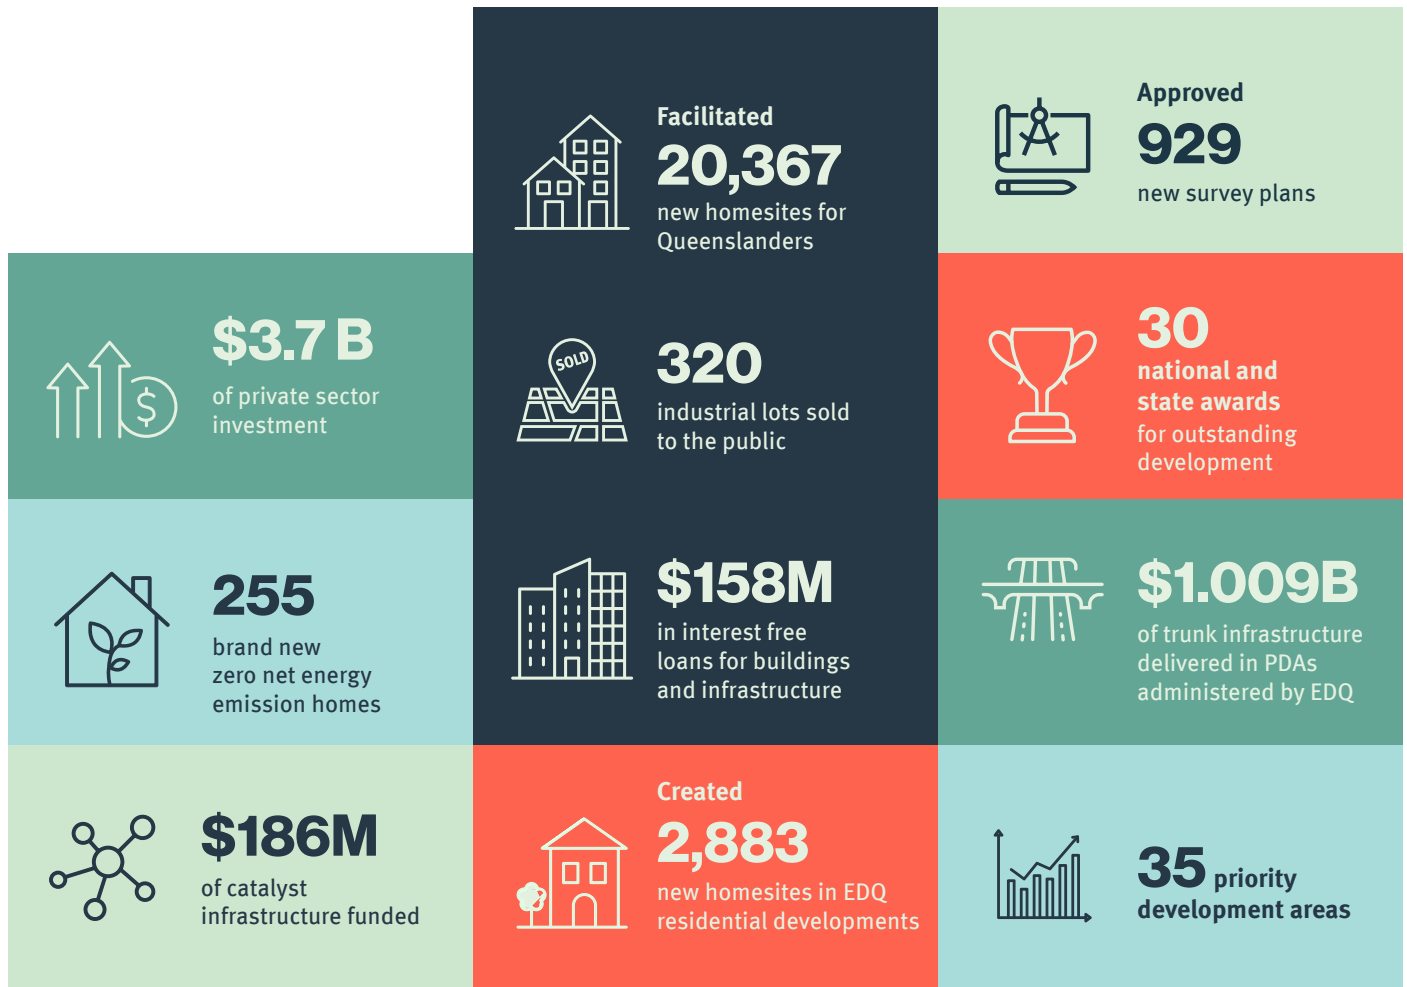 $3.7 B
of private sector
investment
255
brand new
zero net energy
emission homes
$186M
of catalyst
infrastructure funded
Facilitated
20,367
new homesites for
Queenslanders
SOLD
320
industrial lots sold
to the public
$158M
in interest free
loans for buildings
and infrastructure
Created
2,883
new homesites in EDQ
residential developments
Approved
929
new survey plans
30
national and
state awards
for outstanding
development
$1.009B
of trunk infrastructure
delivered in PDAs
administered by EDQ
35 priority
development areas